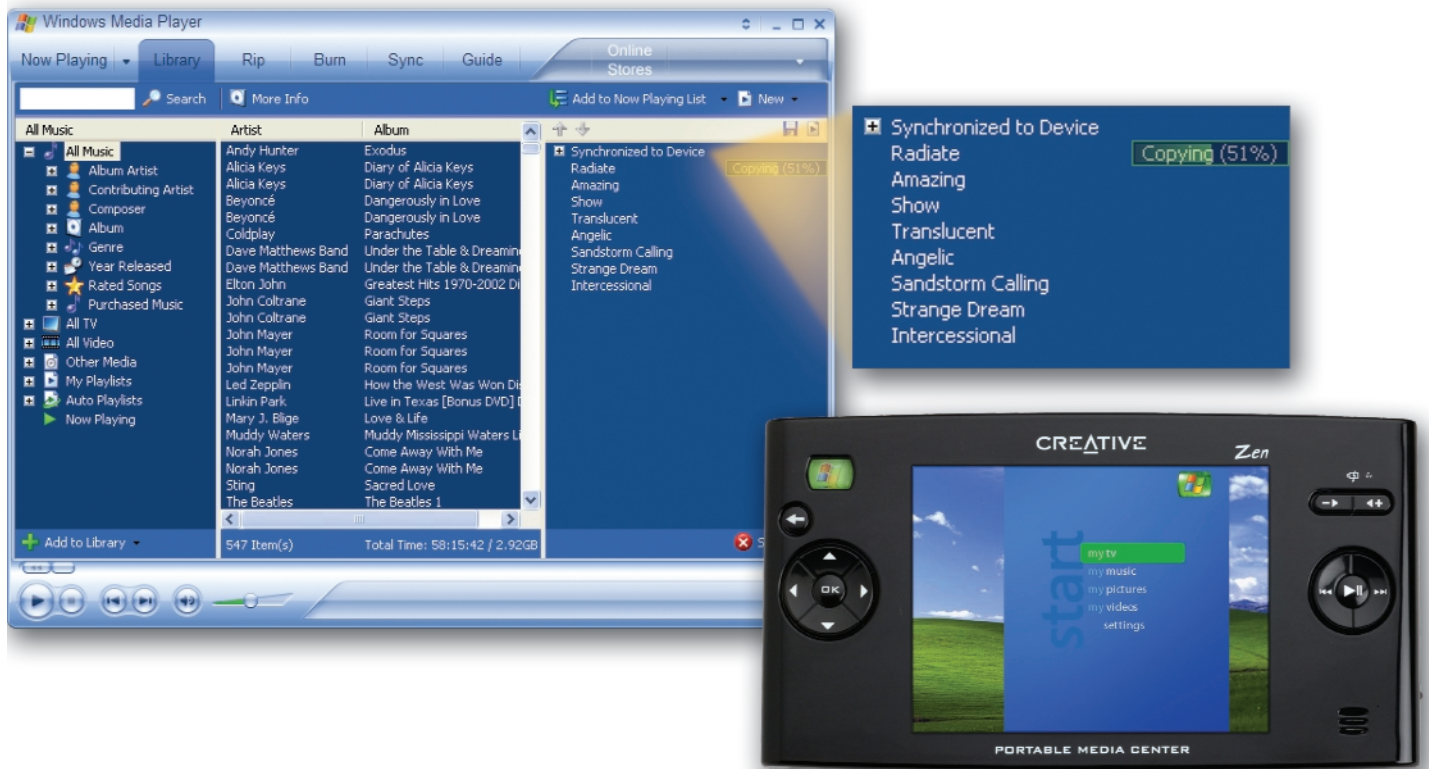 Windows Media Player
Now Playing Library Rip Burn Sync Guide Online Stores
Search More Info Add to Now Playing List New
All Music
All Music
Album Artist
Contributing Artist
Composer
Album
Genre
Year Released
Rated Songs
Purchased Music
All TV
All Video
Other Media
My Playlists
Auto Playlists
Now Playing
Add to Library
Artist Album
Andy Hunter Exodus
Alicia Keys Diary of Alicia Keys
Alicia Keys Diary of Alicia Keys
Beyoncé Dangerously in Love
Beyoncé Dangerously in Love
Coldplay Parachutes
Dave Matthews Band Under the Table & Dreamin
Dave Matthews Band Under the Table & Dreamin
Elton John Greatest Hits 1970-2002 Di
John Coltrane Giant Steps
John Coltrane Giant Steps
John Mayer Room for Squares
John Mayer Room for Squares
John Mayer Room for Squares
Led Zepplin How the West Was Won Di
Linkin Park Live in Texas [Bonus DVD]
Mary J. Blige Love & Life
Muddy Waters Muddy Mississippi Waters Li
Norah Jones Come Away With Me
Norah Jones Come Away With Me
Sting Sacred Love
The Beatles The Beatles 1
547 Item(s) Total Time: 58:15:42 / 2.92GB
Synchronized to Device
Radiate Copying (51%)
Amazing
Show
Translucent
Angelic
Sandstorm Calling
Strange Dream
Intercessional
Synchronized to Device
Radiate Copying (51%)
Amazing
Show
Translucent
Angelic
Sandstorm Calling
Strange Dream
Intercessional
CREATIVE Zen
start
my tv
my music
my pictures
my videos
settings
OK
PORTABLE MEDIA CENTER